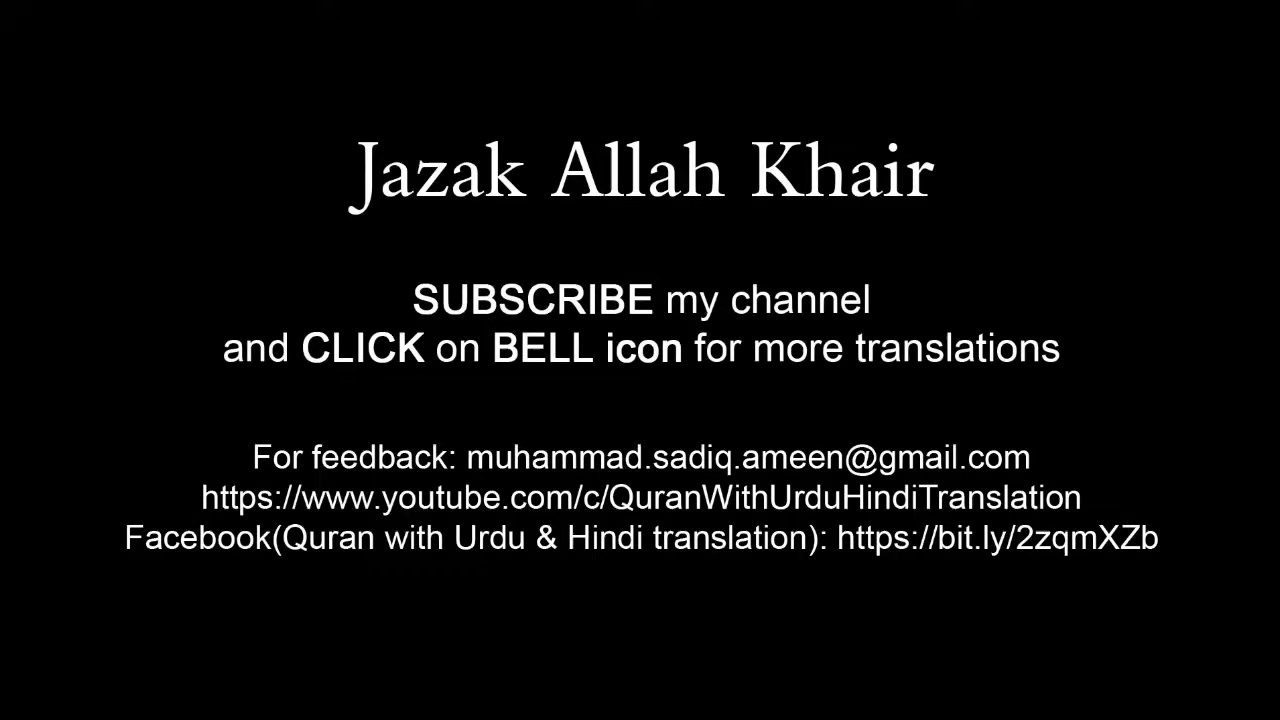 Jazak Allah Khair
SUBSCRIBE my channel
and CLICK on BELL icon for more translations
For feedback: muhammad.sadiq.ameen@gmail.com
https://www.youtube.com/c/QuranWithUrduHindiTranslation
Facebook(Quran with Urdu & Hindi translation): https://bit.ly/2zqmXZb